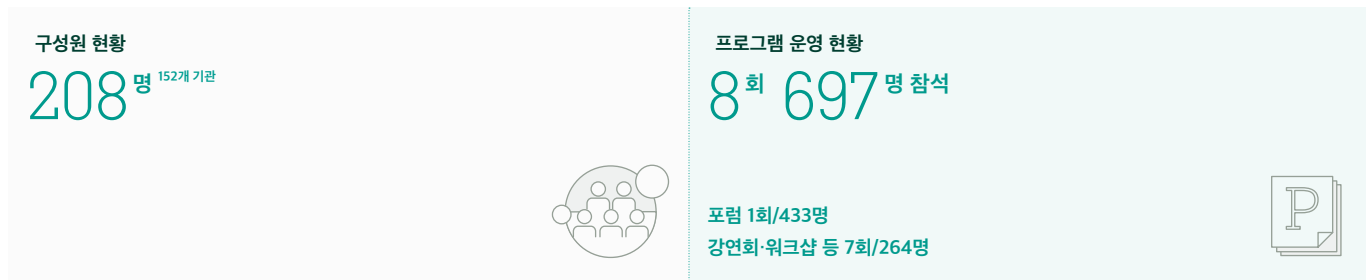 구성원 현황
208명 152개 기관
프로그램 운영 현황
8회 697명 참석
포럼 1회/433명
강연회·워크샵 등 7회/264명
P